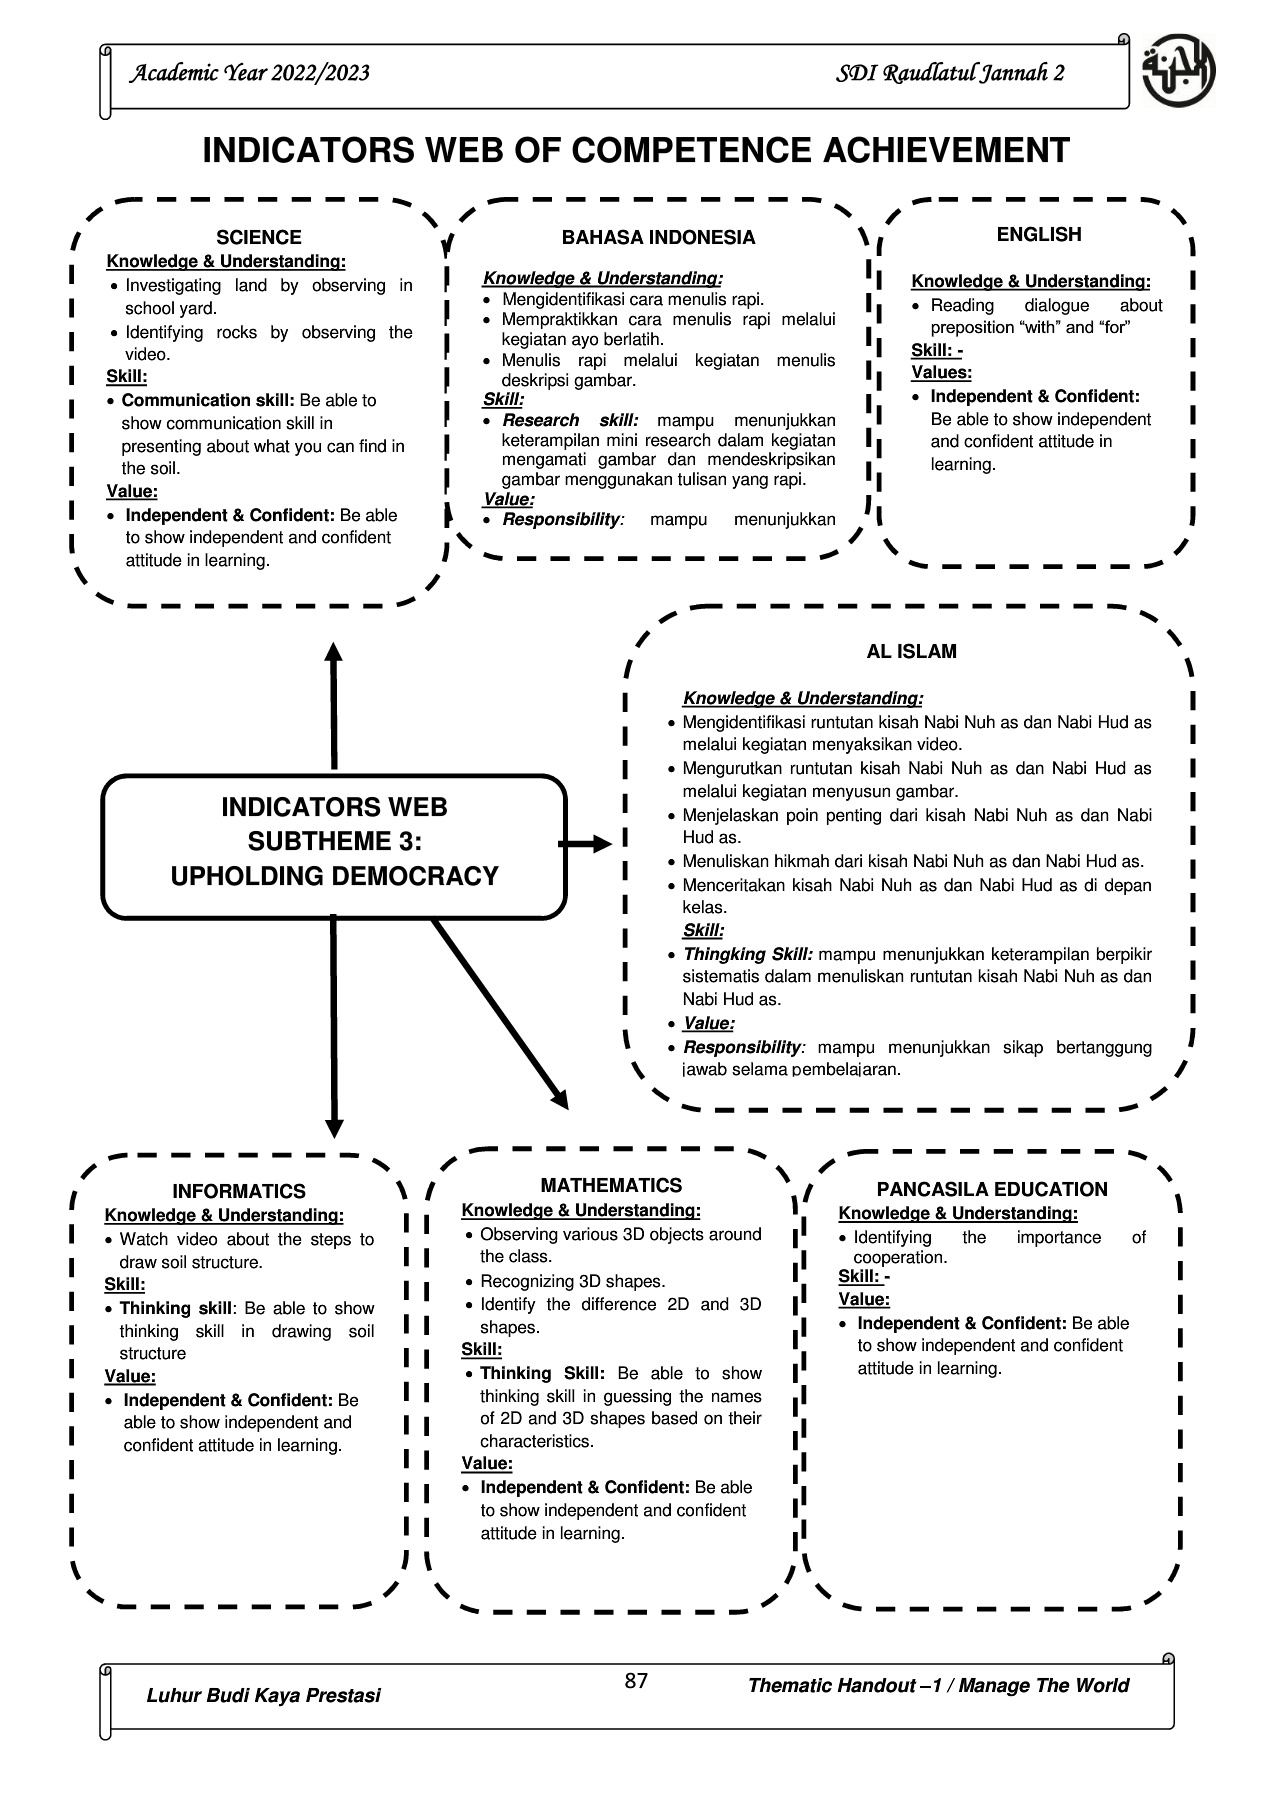 Academic Year 2022/2023
SDI Raudlatul Jannah 2
INDICATORS WEB OF COMPETENCE ACHIEVEMENT
SCIENCE
Knowledge & Understanding:
• Investigating land by observing in
school yard.
• Identifying rocks by observing the
video.
Skill:
• Communication skill: Be able to
show communication skill in
presenting about what you can find in
the soil.
Value:
• Independent & Confident: Be able
to show independent and confident
attitude in learning.
BAHASA INDONESIA
Knowledge & Understanding:
• Mengidentifikasi cara menulis rapi.
• Mempraktikkan cara menulis rapi melalui
kegiatan ayo berlatih.
• Menulis rapi melalui kegiatan menulis
deskripsi gambar.
Skill:
• Research skill: mampu menunjukkan
keterampilan mini research dalam kegiatan
mengamati gambar dan mendeskripsikan
gambar menggunakan tulisan yang rapi.
Value:
• Responsibility: mampu menunjukkan
ENGLISH
Knowledge & Understanding:
• Reading dialogue about
preposition “with” and “for”
Skill: -
Values:
• Independent & Confident:
Be able to show independent
and confident attitude in
learning.
AL ISLAM
Knowledge & Understanding:
• Mengidentifikasi runtutan kisah Nabi Nuh as dan Nabi Hud as
melalui kegiatan menyaksikan video.
• Mengurutkan runtutan kisah Nabi Nuh as dan Nabi Hud as
melalui kegiatan menyusun gambar.
• Menjelaskan poin penting dari kisah Nabi Nuh as dan Nabi
Hud as.
• Menuliskan hikmah dari kisah Nabi Nuh as dan Nabi Hud as.
• Menceritakan kisah Nabi Nuh as dan Nabi Hud as di depan
kelas.
Skill:
• Thingking Skill: mampu menunjukkan keterampilan berpikir
sistematis dalam menuliskan runtutan kisah Nabi Nuh as dan
Nabi Hud as.
• Value:
• Responsibility: mampu menunjukkan sikap bertanggung
jawab selama pembelajaran.
INDICATORS WEB
SUBTHEME 3:
UPHOLDING DEMOCRACY
INFORMATICS
Knowledge & Understanding:
• Watch video about the steps to
draw soil structure.
Skill:
• Thinking skill: Be able to show
thinking skill in drawing soil
structure
Value:
• Independent & Confident: Be
able to show independent and
confident attitude in learning.
MATHEMATICS
Knowledge & Understanding:
• Observing various 3D objects around
the class.
• Recognizing 3D shapes.
• Identify the difference 2D and 3D
shapes.
Skill:
• Thinking Skill: Be able to show
thinking skill in guessing the names
of 2D and 3D shapes based on their
characteristics.
Value:
• Independent & Confident: Be able
to show independent and confident
attitude in learning.
PANCASILA EDUCATION
Knowledge & Understanding:
• Identifying the importance of
cooperation.
Skill: -
Value:
• Independent & Confident: Be able
to show independent and confident
attitude in learning.
Luhur Budi Kaya Prestasi
87
Thematic Handout –1 / Manage The World